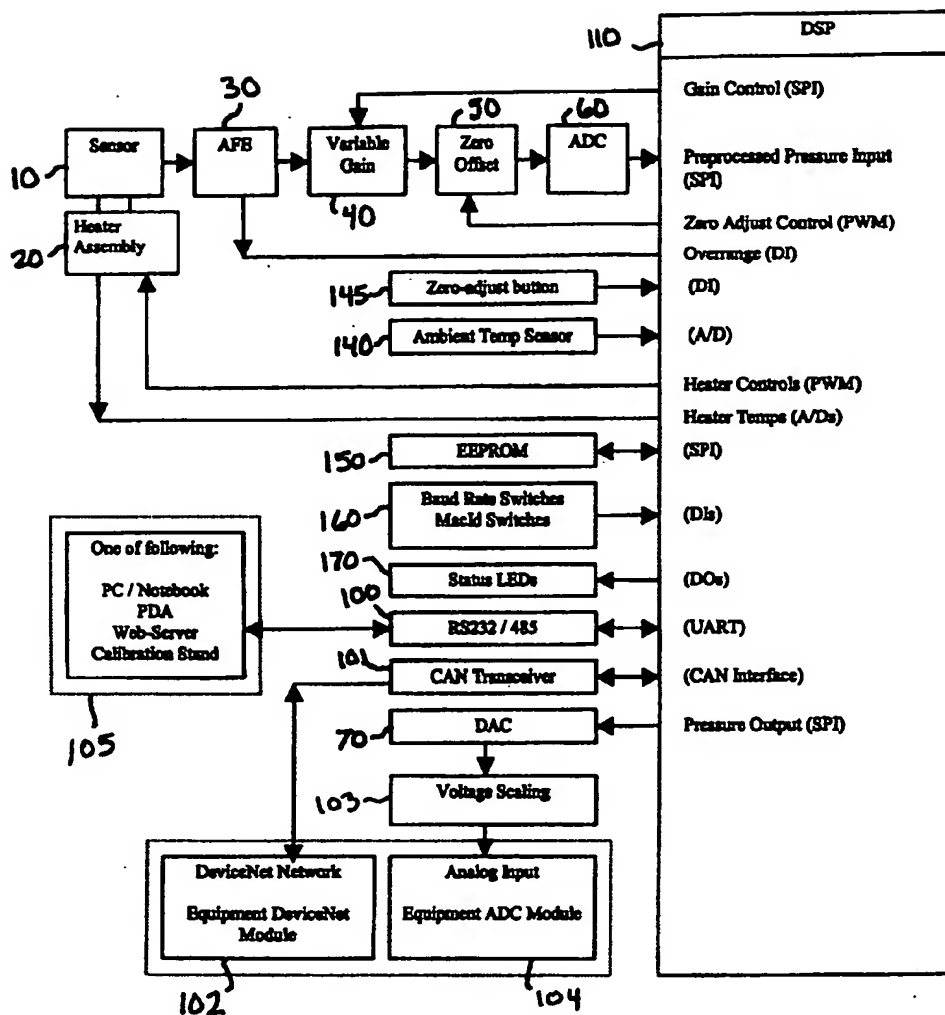 110
DSP
Gain Control (SPI)
30
50
60
Sensor
AFE
Variable
Gain
Zero
Offset
ADC
Preprocessed Pressure Input
(SPI)
10
40
Zero Adjust Control (PWM)
Heater
Assembly
20
Overrange (DI)
145
Zero-adjust button
(DI)
140
Ambient Temp Sensor
(A/D)
Heater Controls (PWM)
Heater Temps (A/Ds)
150
EEPROM
(SPI)
160
Baud Rate Switches
MacId Switches
(DIs)
One of following:
PC / Notebook
PDA
Web-Server
Calibration Stand
105
170
Status LEDs
(DOs)
100
RS232 / 485
(UART)
101
CAN Transceiver
(CAN Interface)
70
DAC
Pressure Output (SPI)
103
Voltage Scaling
DeviceNet Network
Equipment DeviceNet
Module
102
Analog Input
Equipment ADC Module
104